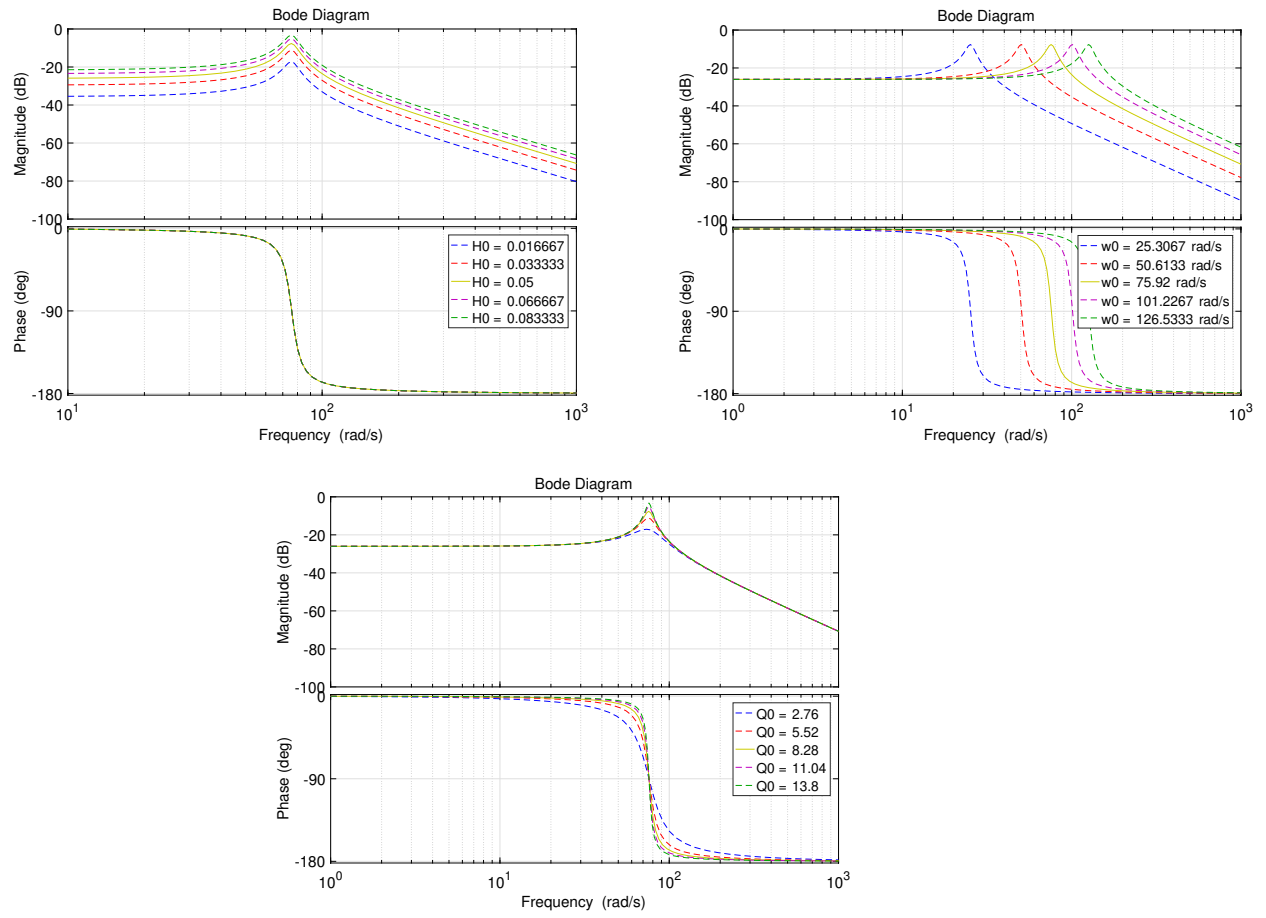 Bode Diagram
0
-20
-40
-60
-80
-100
Magnitude (dB)
0
-90
-180
Phase (deg)
H0 = 0.016667
H0 = 0.033333
H0 = 0.05
H0 = 0.066667
H0 = 0.083333
10^1
10^2
10^3
Frequency (rad/s)
Bode Diagram
0
-20
-40
-60
-80
-100
Magnitude (dB)
0
-90
-180
Phase (deg)
w0 = 25.3067 rad/s
w0 = 50.6133 rad/s
w0 = 75.92 rad/s
w0 = 101.2267 rad/s
w0 = 126.5333 rad/s
10^0
10^1
10^2
10^3
Frequency (rad/s)
Bode Diagram
0
-20
-40
-60
-80
-100
Magnitude (dB)
0
-90
-180
Phase (deg)
Q0 = 2.76
Q0 = 5.52
Q0 = 8.28
Q0 = 11.04
Q0 = 13.8
10^0
10^1
10^2
10^3
Frequency (rad/s)